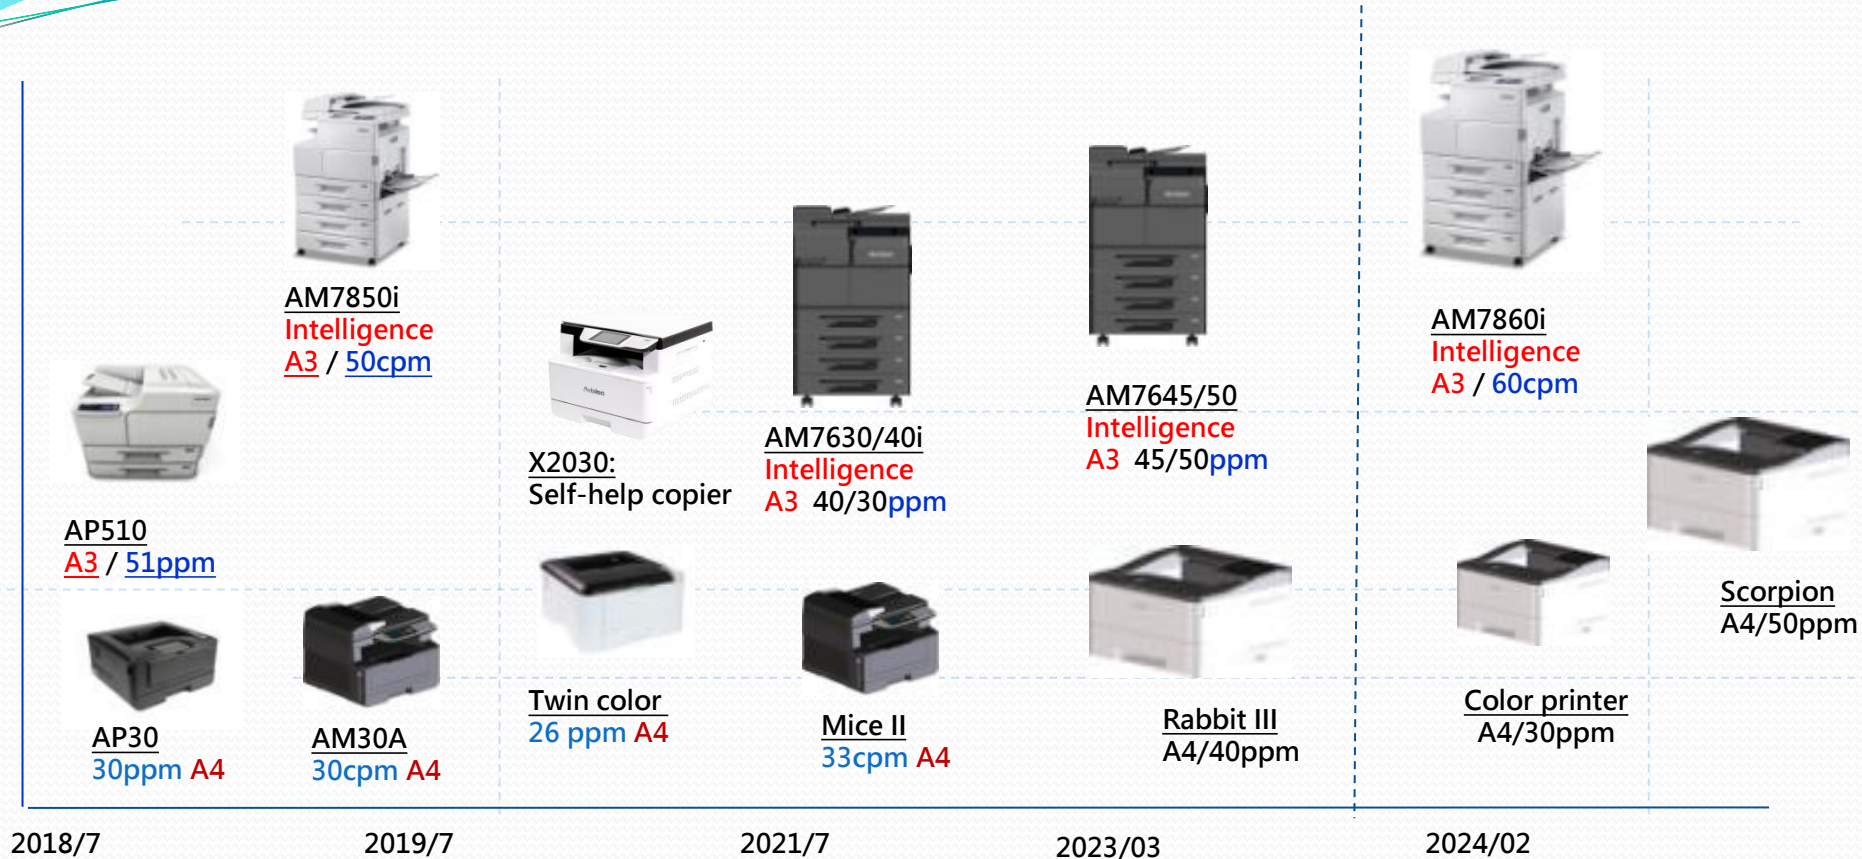 AM7850i
Intelligence
A3 / 50cpm
AM7860i
Intelligence
A3 / 60cpm
AM7645/50
Intelligence
A3 45/50ppm
AM7630/40i
Intelligence
A3 40/30ppm
X2030:
Self-help copier
AP510
A3 / 51ppm
Scorpion
A4/50ppm
AP30
30ppm A4
AM30A
30cpm A4
Twin color
26 ppm A4
Mice II
33cpm A4
Rabbit III
A4/40ppm
Color printer
A4/30ppm
2018/7
2019/7
2021/7
2023/03
2024/02